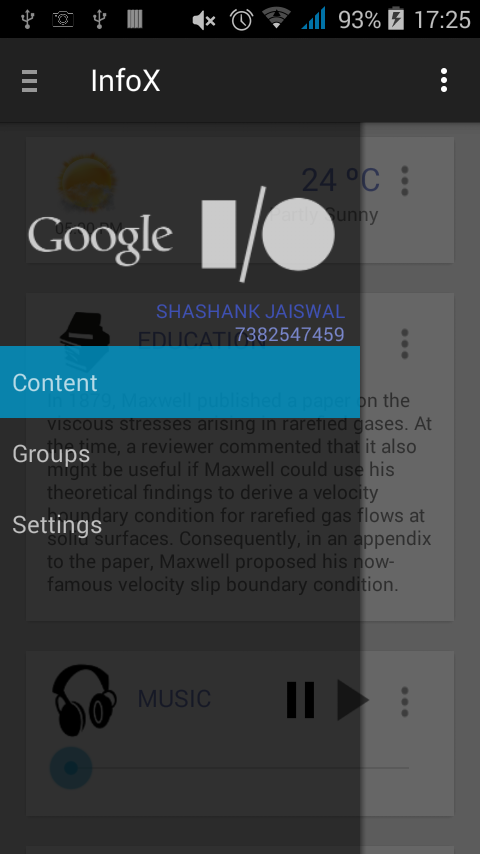 93% 17:25
InfoX
24 ºC
Partly Sunny
Google I/O
SHASHANK JAISWAL
EDUCATION
7382547459
Content
In 1879, Maxwell published a paper on the
viscous stresses arising in rarefied gases. At
Groups
the time, a reviewer commented that it also
might be useful if Maxwell could use his
theoretical findings to derive a velocity
Settings
boundary condition for rarefied gas flows at
solid surfaces. Consequently, in an appendix
to the paper, Maxwell proposed his now-
famous velocity slip boundary condition.
MUSIC